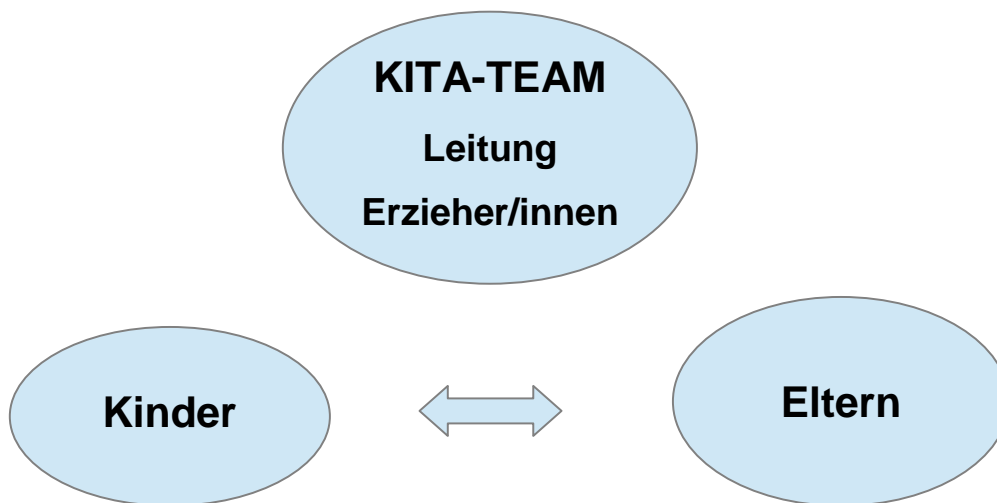 KITA-TEAM
Leitung
Erzieher/innen
Kinder
Eltern